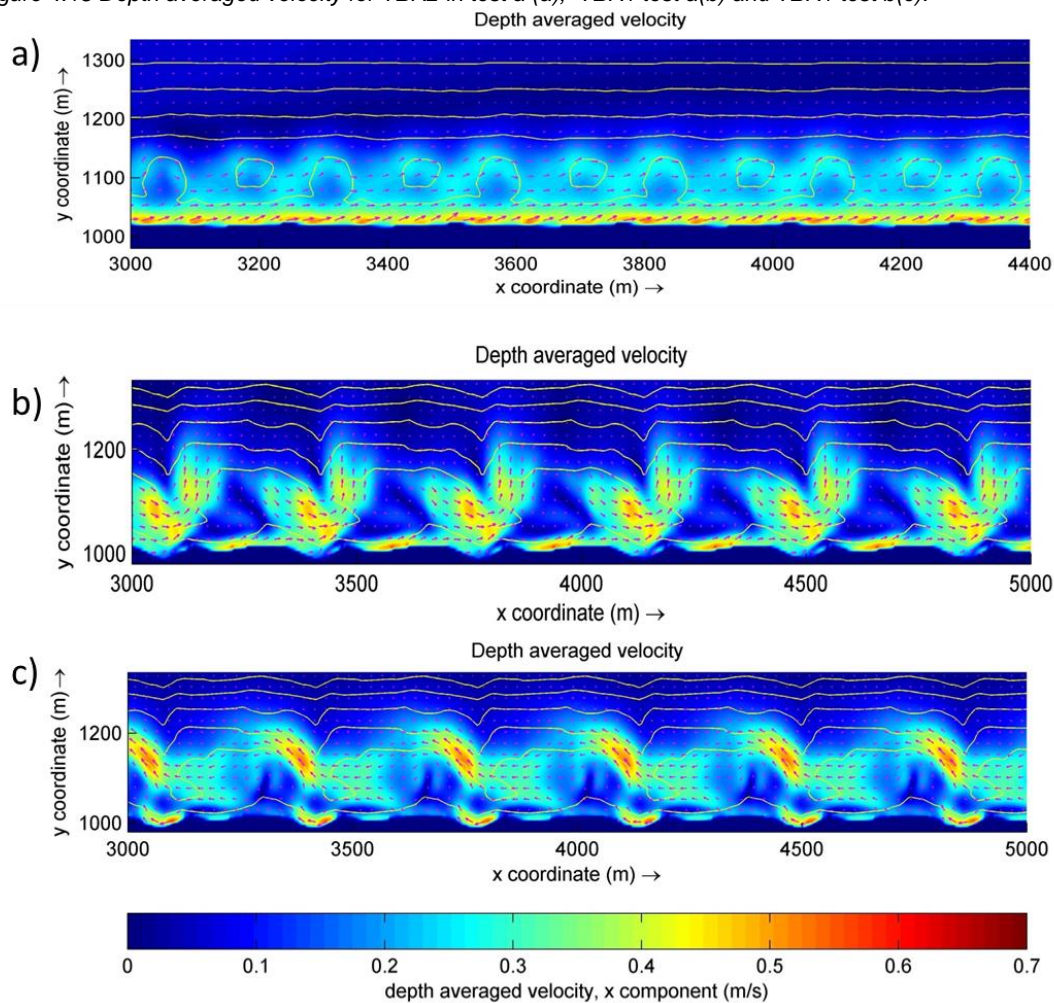 Depth averaged velocity
a)
1300
1200
1100
1000
y coordinate (m) →
3000 3200 3400 3600 3800 4000 4200 4400
x coordinate (m) →
Depth averaged velocity
b)
1200
1000
y coordinate (m) →
3000 3500 4000 4500 5000
x coordinate (m) →
Depth averaged velocity
c)
1200
1000
y coordinate (m) →
3000 3500 4000 4500 5000
x coordinate (m) →
0 0.1 0.2 0.3 0.4 0.5 0.6 0.7
depth averaged velocity, x component (m/s)